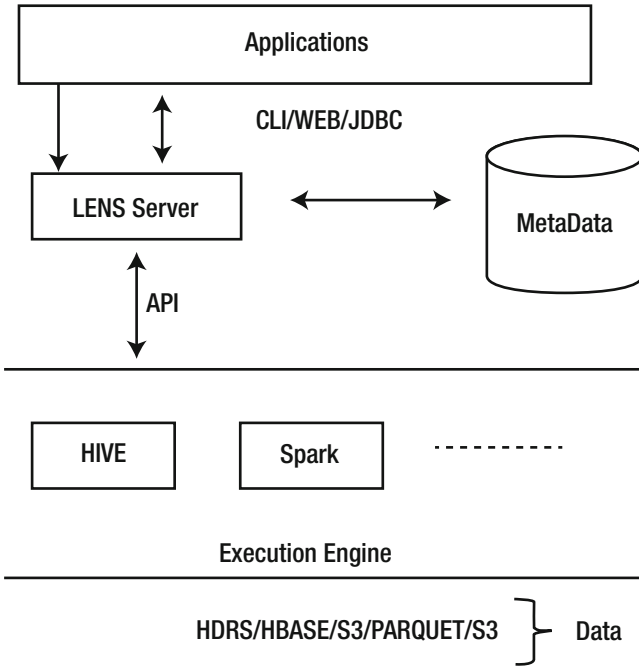 Applications
CLI/WEB/JDBC
LENS Server
MetaData
API
HIVE
Spark
Execution Engine
HDRS/HBASE/S3/PARQUET/S3
Data